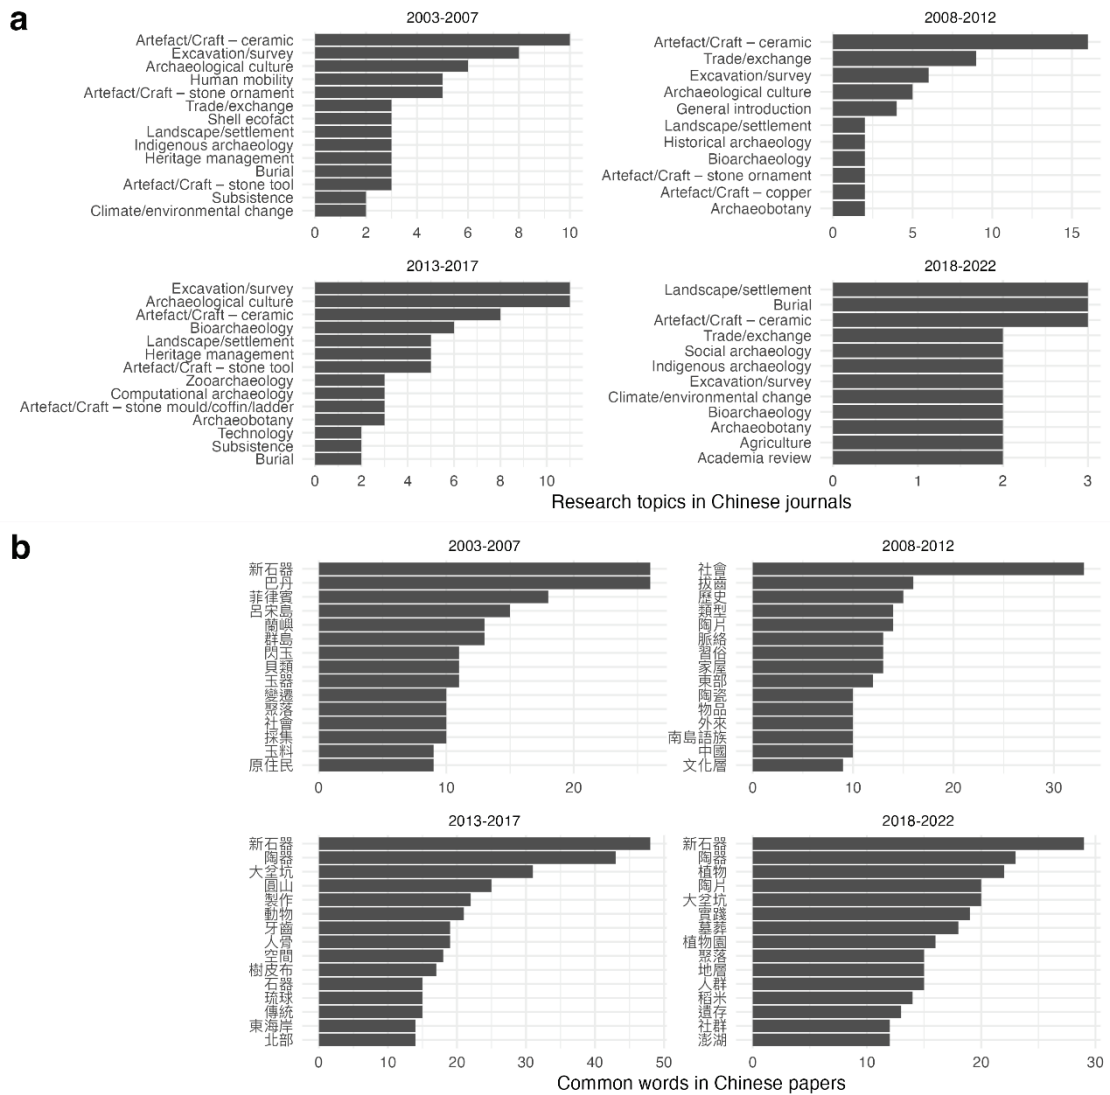 a
2003-2007
Artefact/Craft – ceramic
Excavation/survey
Archaeological culture
Human mobility
Artefact/Craft – stone ornament
Trade/exchange
Shell ecofact
Landscape/settlement
Indigenous archaeology
Heritage management
Burial
Artefact/Craft – stone tool
Subsistence
Climate/environmental change
0 2 4 6 8 10
2008-2012
Artefact/Craft – ceramic
Trade/exchange
Excavation/survey
Archaeological culture
General introduction
Landscape/settlement
Historical archaeology
Bioarchaeology
Artefact/Craft – stone ornament
Artefact/Craft – copper
Archaeobotany
0 5 10 15
2013-2017
Excavation/survey
Archaeological culture
Artefact/Craft – ceramic
Bioarchaeology
Landscape/settlement
Heritage management
Artefact/Craft – stone tool
Zooarchaeology
Computational archaeology
Artefact/Craft – stone mould/coffin/ladder
Archaeobotany
Technology
Subsistence
Burial
0 2 4 6 8 10
2018-2022
Landscape/settlement
Burial
Artefact/Craft – ceramic
Trade/exchange
Social archaeology
Indigenous archaeology
Excavation/survey
Climate/environmental change
Bioarchaeology
Archaeobotany
Agriculture
Academia review
0 1 2 3
Research topics in Chinese journals
b
2003-2007
新石器
巴丹
菲律賓
呂宋島
蘭嶼
群島
閃玉
貝類
玉器
變遷
聚落
社會
採集
玉料
原住民
0 10 20
2008-2012
社會
拔齒
歷史
類型
陶片
脈絡
習俗
家屋
東部
陶瓷
物品
外來
南島語族
中國
文化層
0 10 20 30
2013-2017
新石器
陶器
大坌坑
圓山
製作
動物
牙齒
人骨
空間
樹皮布
石器
琉球
傳統
東海岸
北部
0 10 20 30 40 50
2018-2022
新石器
陶器
植物
陶片
大坌坑
實踐
墓葬
植物園
聚落
地層
人群
稻米
遺存
社群
澎湖
0 10 20 30
Common words in Chinese papers